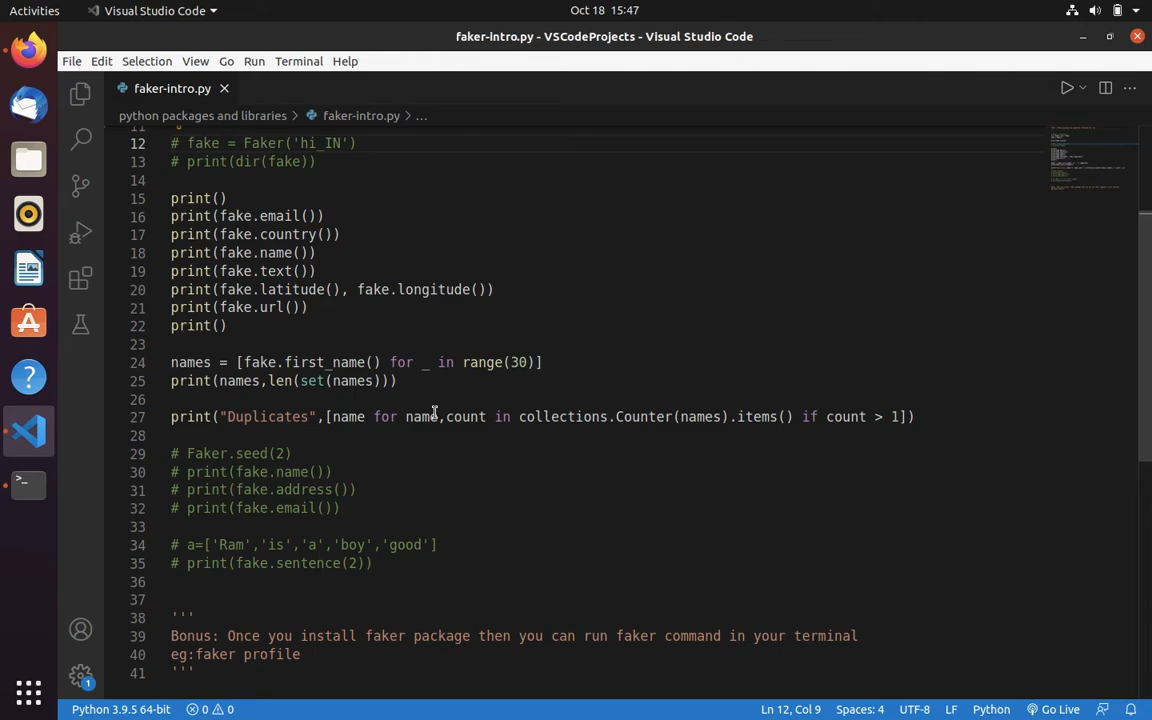 Activities
Visual Studio Code
Oct 18 15:47
faker-intro.py - VSCodeProjects - Visual Studio Code
File Edit Selection View Go Run Terminal Help
faker-intro.py
python packages and libraries > faker-intro.py > ...
11
12 # fake = Faker('hi_IN')
13 # print(dir(fake))
14
15 print()
16 print(fake.email())
17 print(fake.country())
18 print(fake.name())
19 print(fake.text())
20 print(fake.latitude(), fake.longitude())
21 print(fake.url())
22 print()
23
24 names = [fake.first_name() for _ in range(30)]
25 print(names,len(set(names)))
26
27 print("Duplicates",[name for name,count in collections.Counter(names).items() if count > 1])
28
29 # Faker.seed(2)
30 # print(fake.name())
31 # print(fake.address())
32 # print(fake.email())
33
34 # a=['Ram','is','a','boy','good']
35 # print(fake.sentence(2))
36
37
38 '''
39 Bonus: Once you install faker package then you can run faker command in your terminal
40 eg:faker profile
41 '''
1
Python 3.9.5 64-bit 0 0 Ln 12, Col 9 Spaces: 4 UTF-8 LF Python Go Live